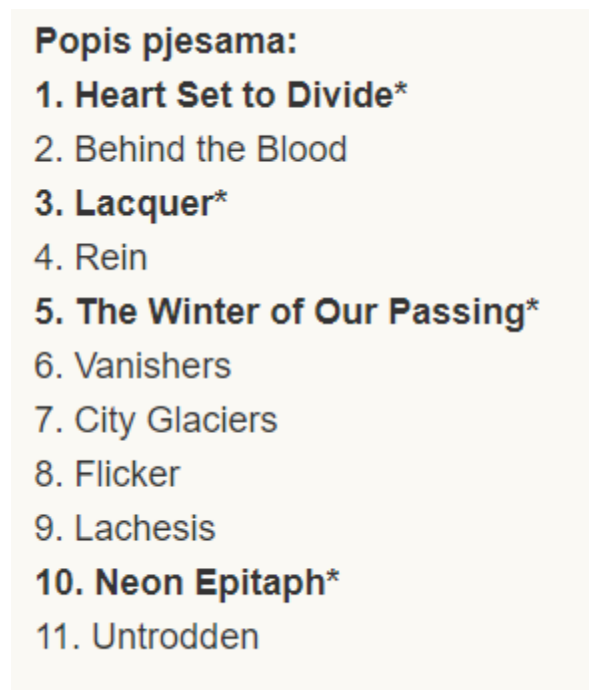 Popis pjesama:
1. Heart Set to Divide*
2. Behind the Blood
3. Lacquer*
4. Rein
5. The Winter of Our Passing*
6. Vanishers
7. City Glaciers
8. Flicker
9. Lachesis
10. Neon Epitaph*
11. Untrodden